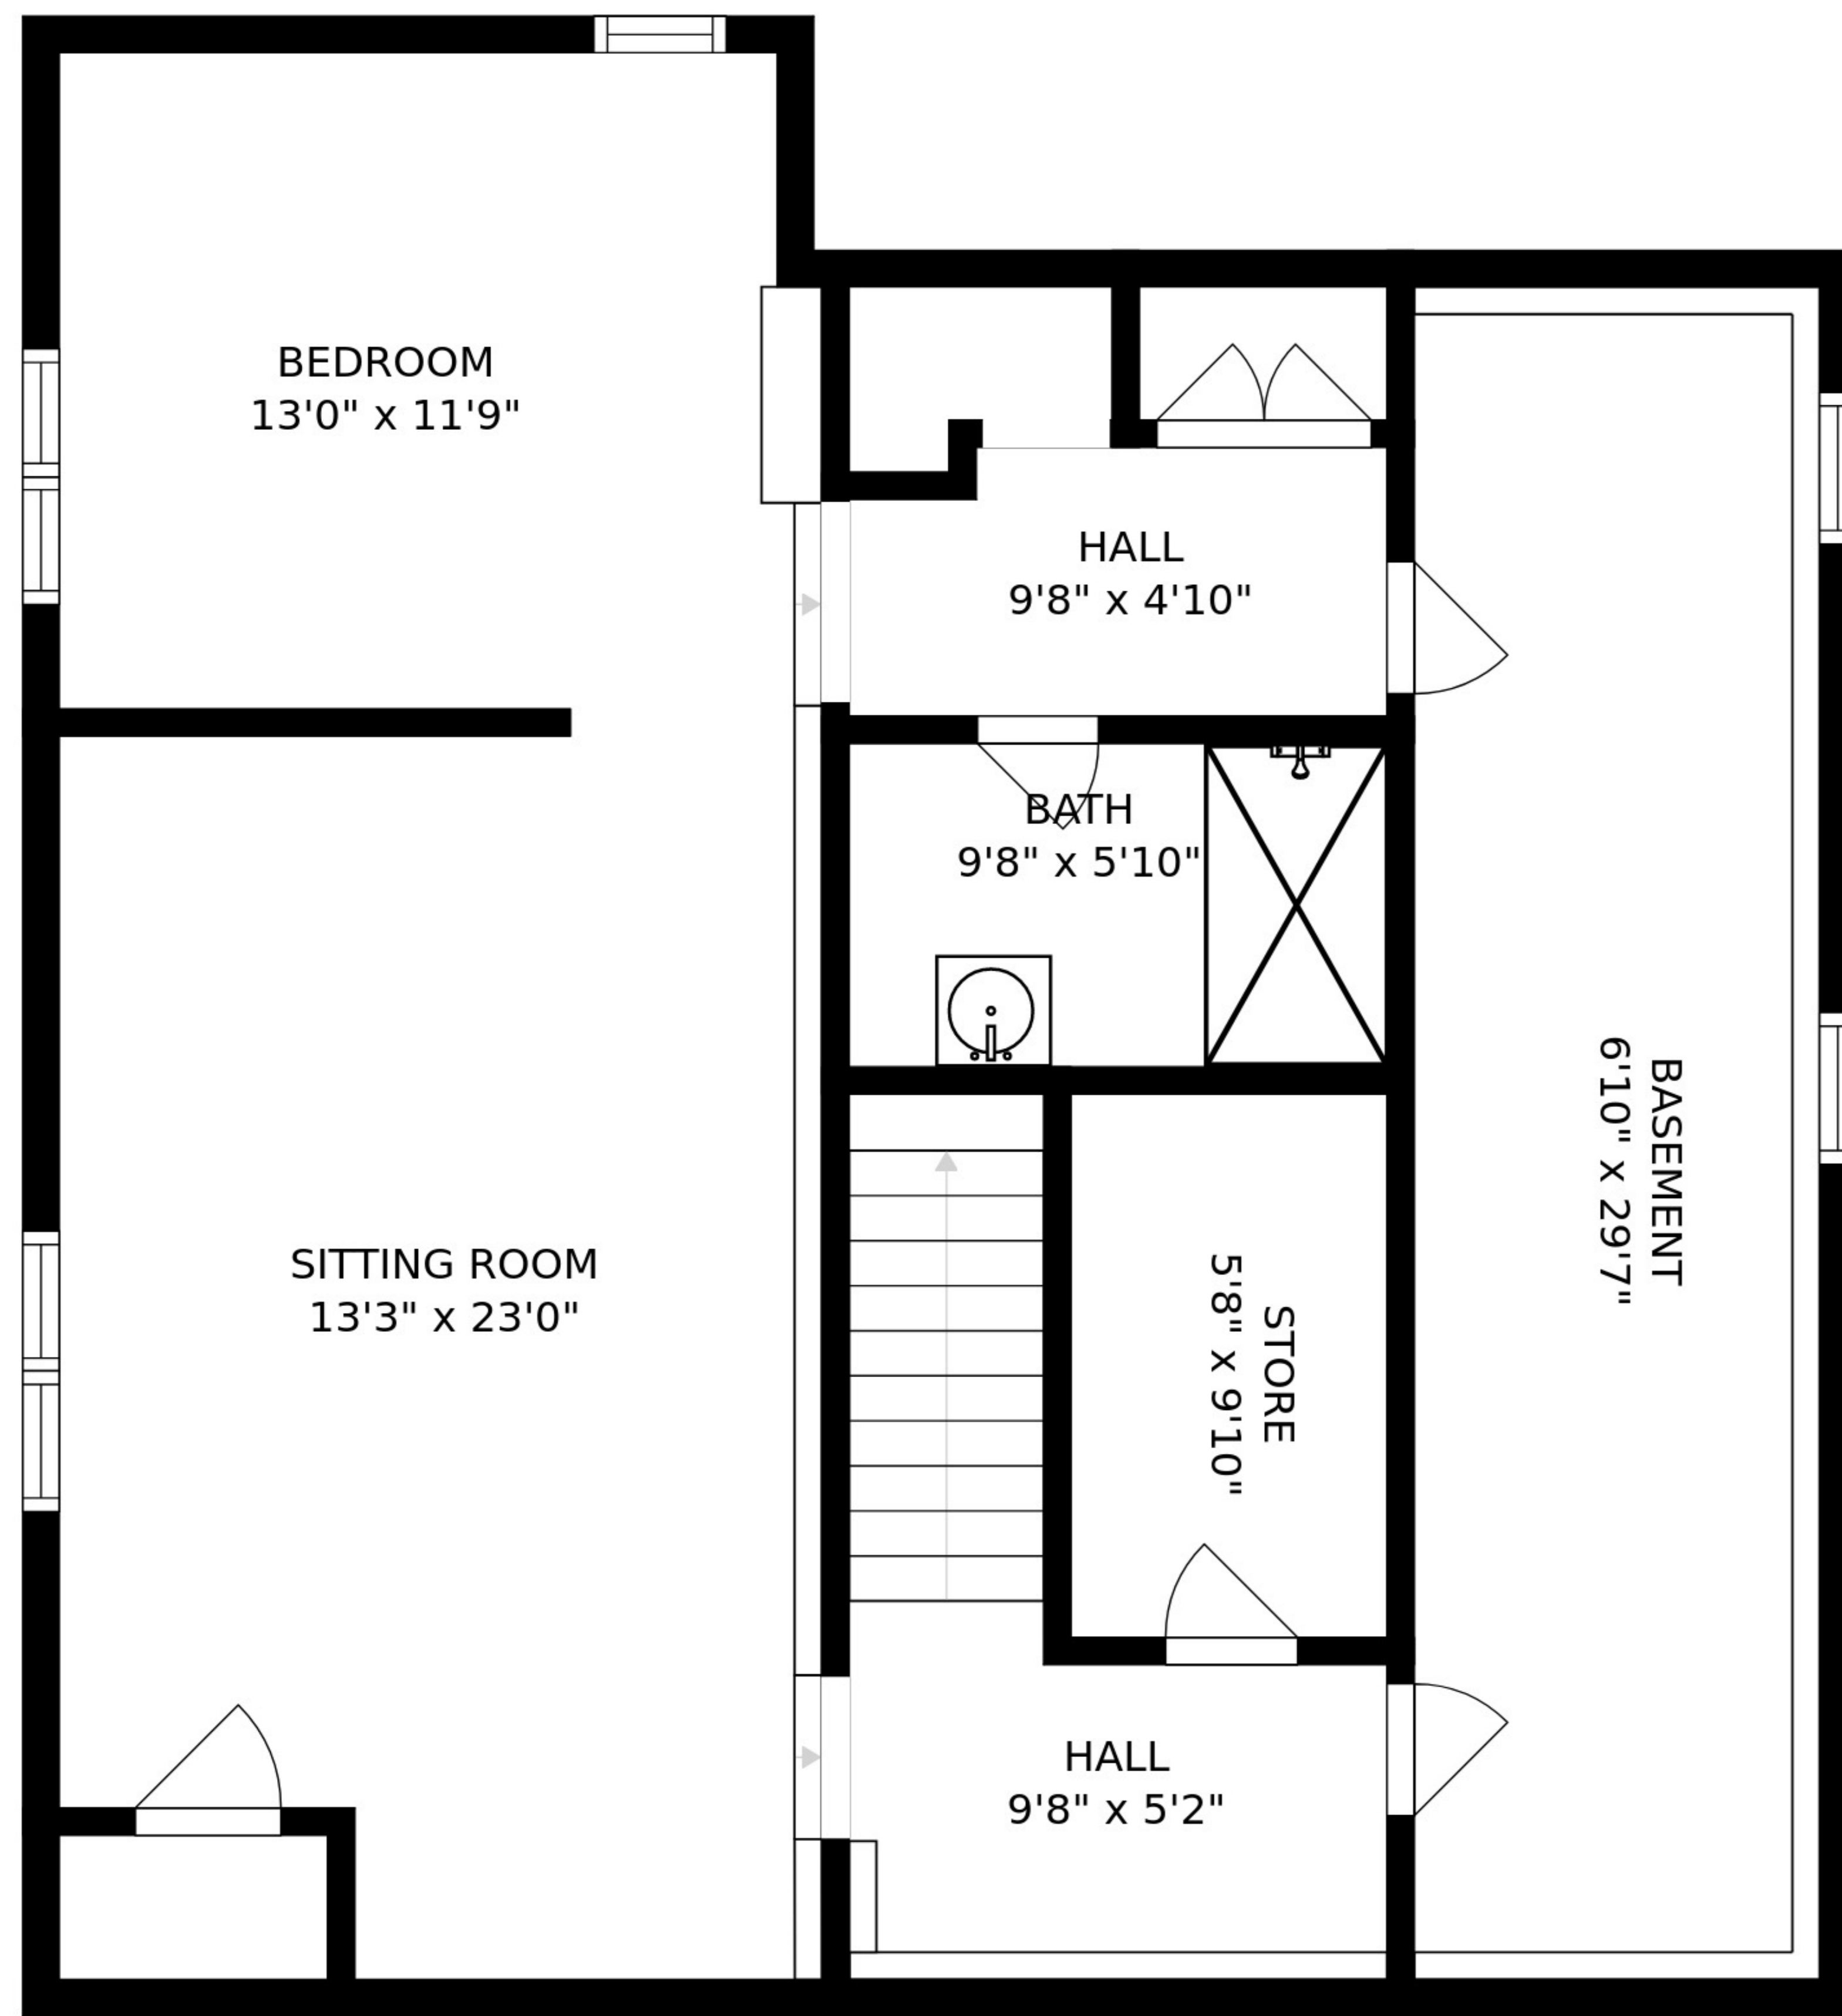 BEDROOM
13'0" x 11'9"
HALL
9'8" x 4'10"
BATH
9'8" x 5'10"
BASEMENT
6'10" x 29'7"
SITTING ROOM
13'3" x 23'0"
STORE
5'8" x 9'10"
HALL
9'8" x 5'2"